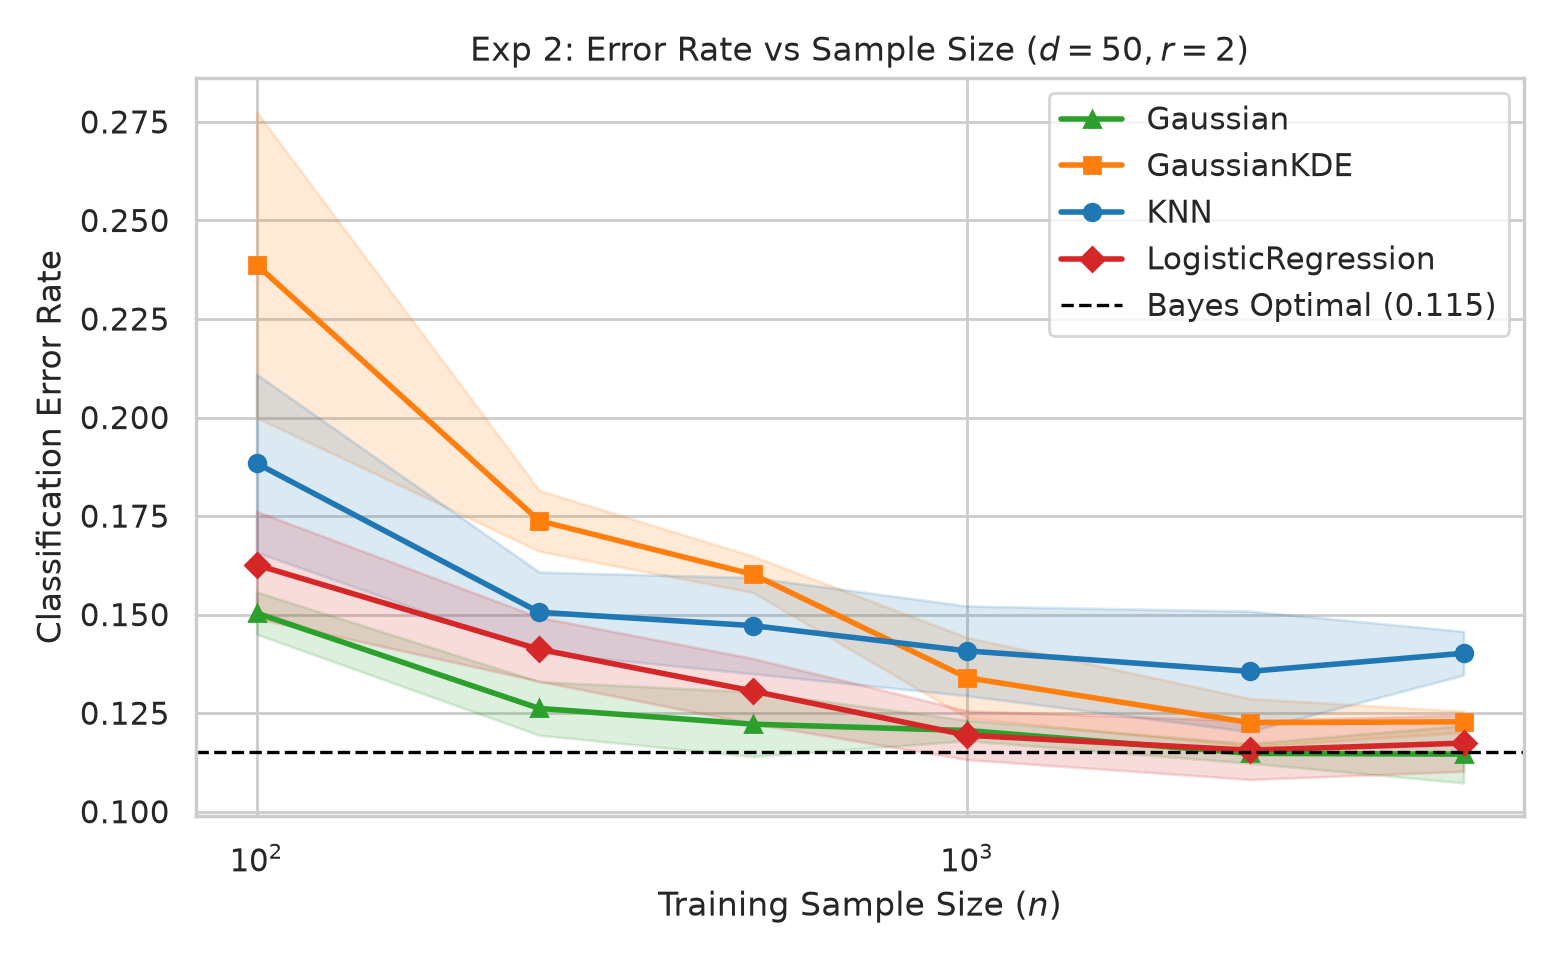 Exp 2: Error Rate vs Sample Size (d = 50, r = 2)
Gaussian
GaussianKDE
KNN
LogisticRegression
Bayes Optimal (0.115)
Classification Error Rate
0.275
0.250
0.225
0.200
0.175
0.150
0.125
0.100
10²
10³
Training Sample Size (n)